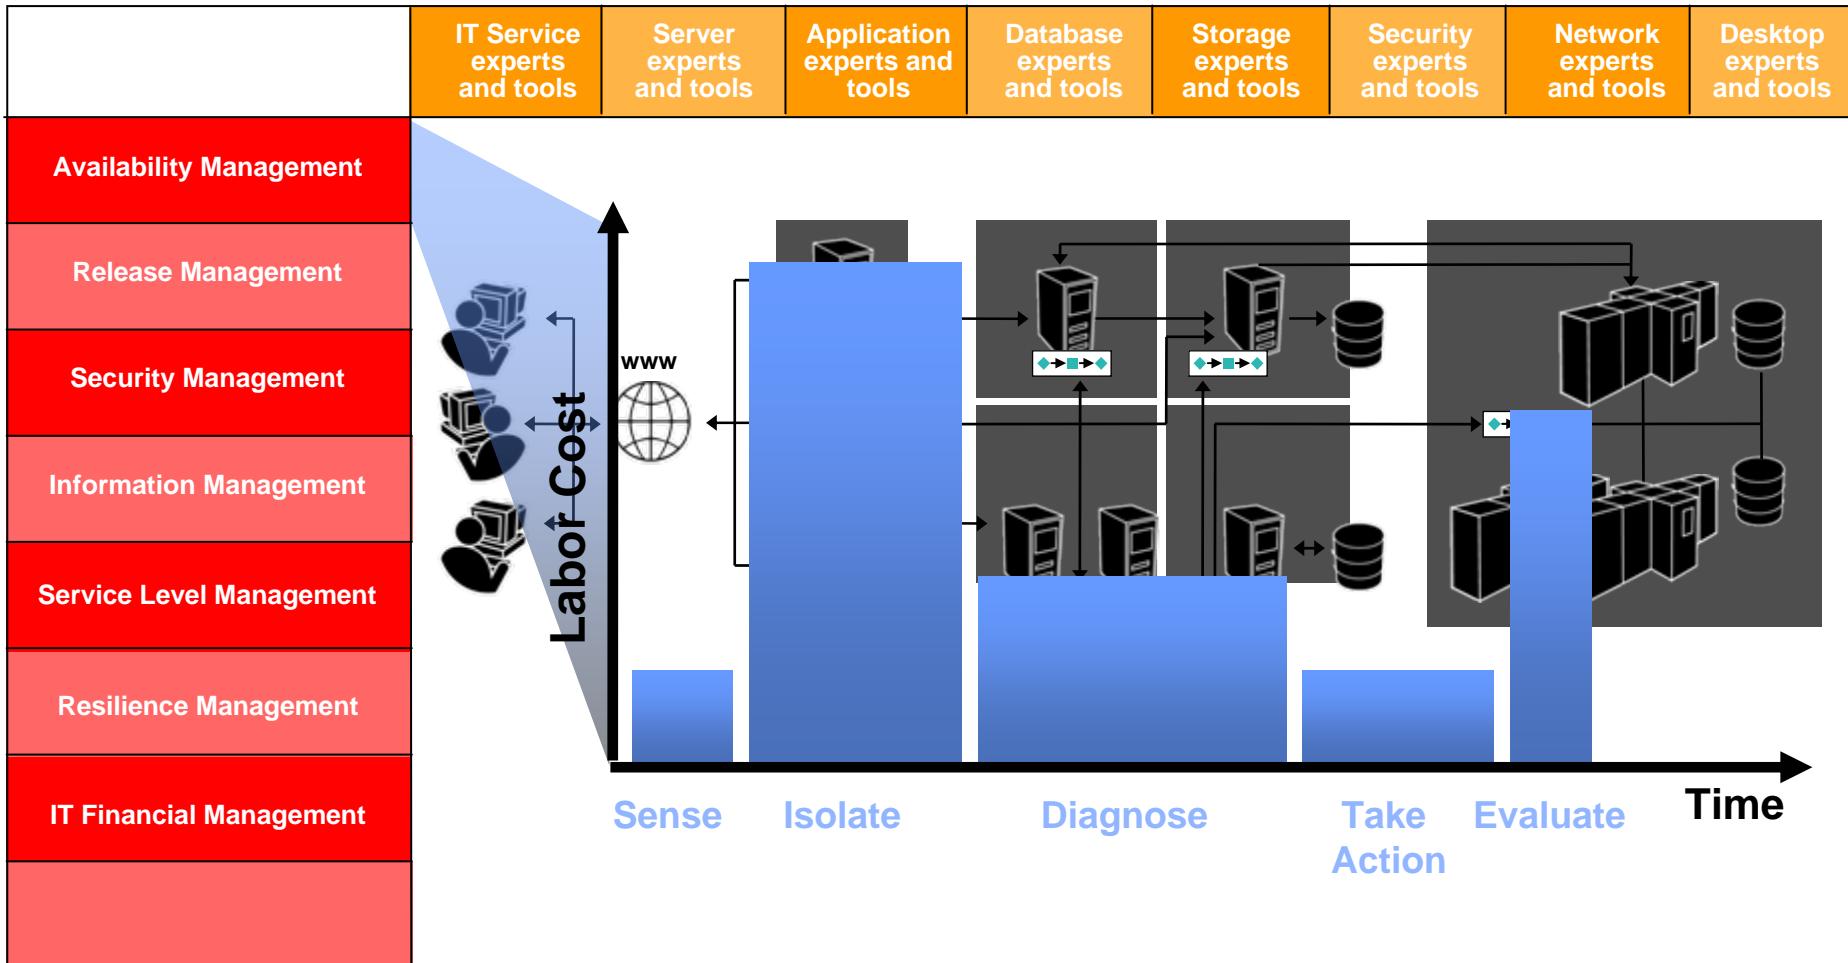 IT Service
experts
and tools
Server
experts
and tools
Application
experts and
tools
Database
experts
and tools
Storage
experts
and tools
Security
experts
and tools
Network
experts
and tools
Desktop
experts
and tools
Availability Management
Release Management
Security Management
Information Management
Service Level Management
Resilience Management
IT Financial Management
www
Labor Cost
Sense
Isolate
Diagnose
Take
Action
Evaluate
Time